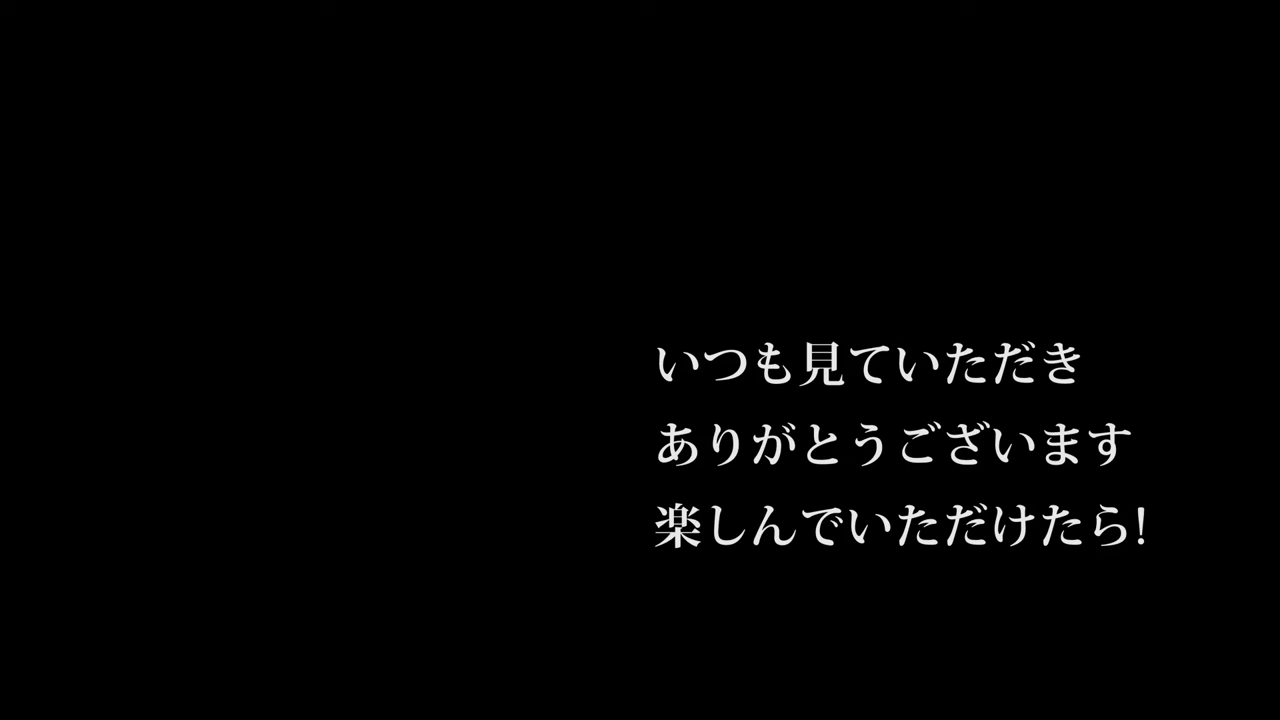 いつも見ていただき
ありがとうございます
楽しんでいただけたら!